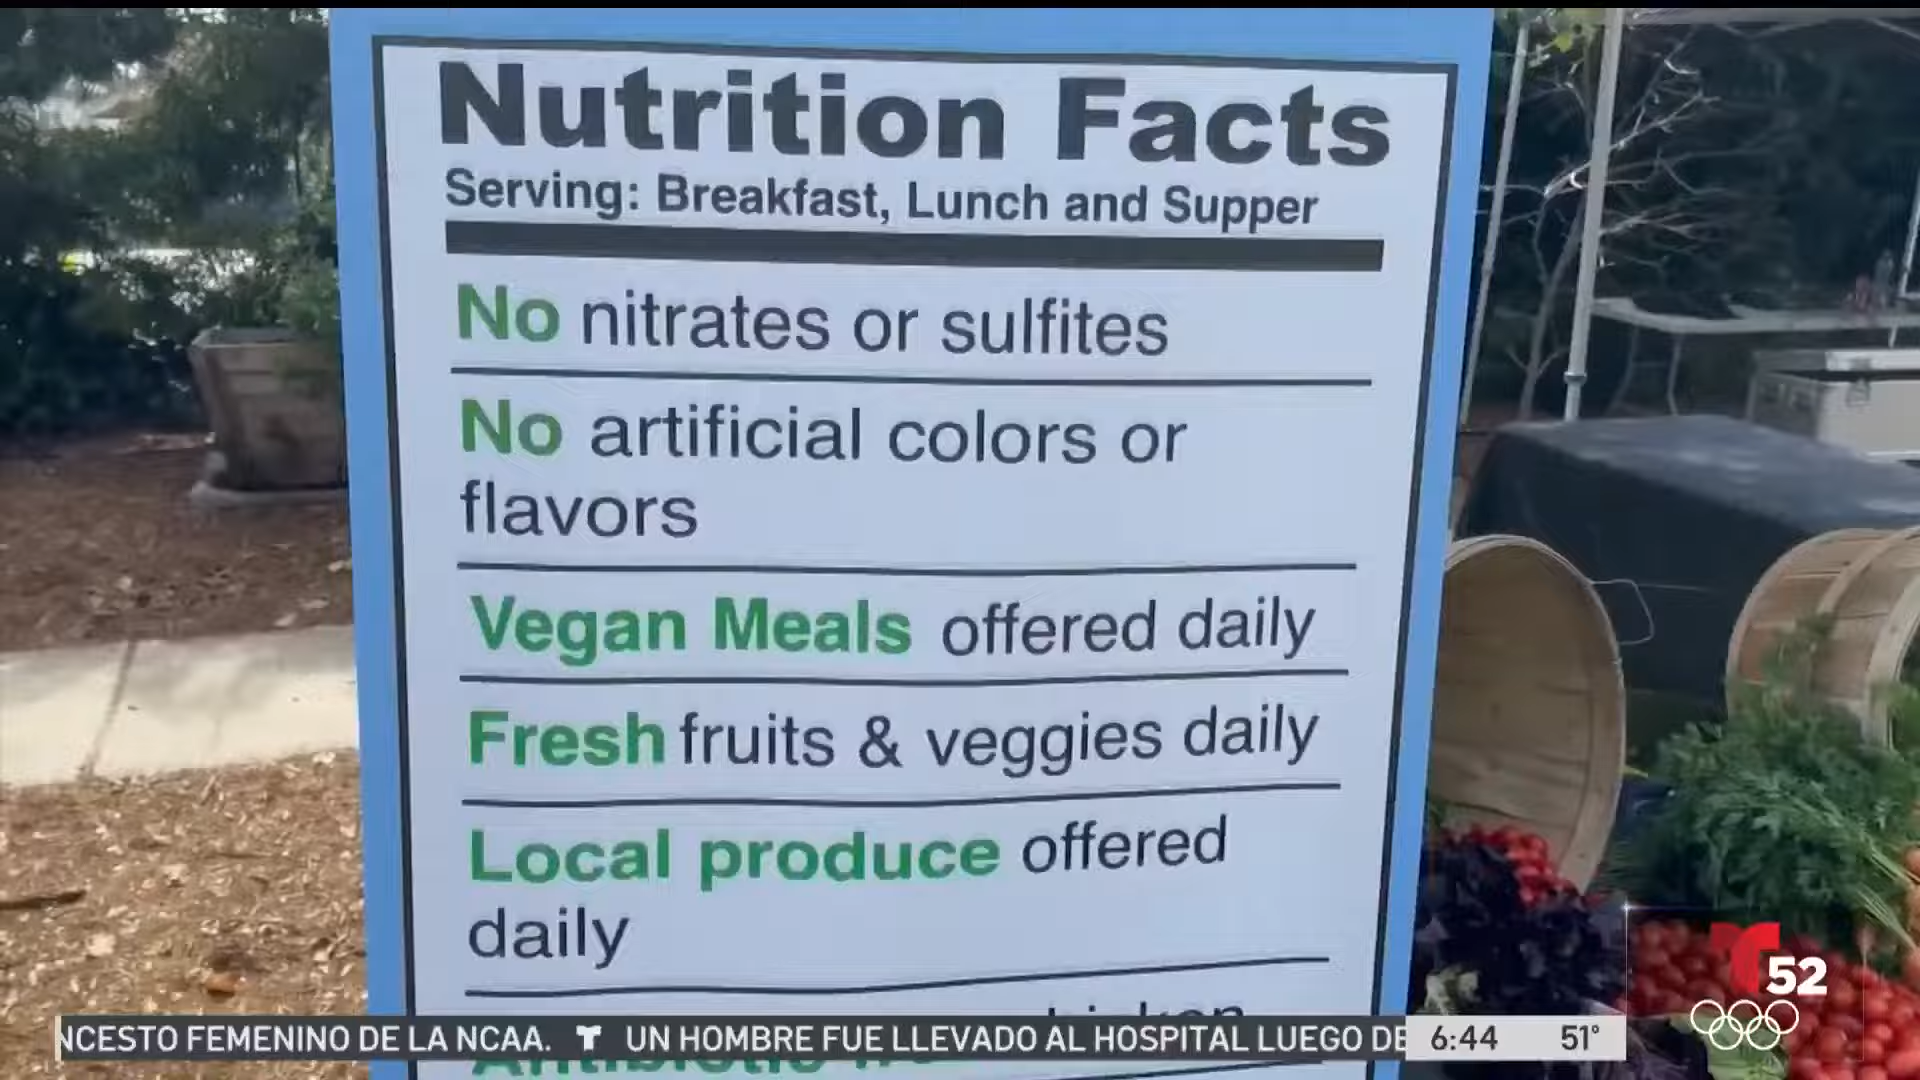 Nutrition Facts
Serving: Breakfast, Lunch and Supper
No nitrates or sulfites
No artificial colors or
flavors
Vegan Meals offered daily
Fresh fruits & veggies daily
Local produce offered
daily
NCESTO FEMENINO DE LA NCAA. T UN HOMBRE FUE LLEVADO AL HOSPITAL LUEGO DE
6:44 51°
T 52